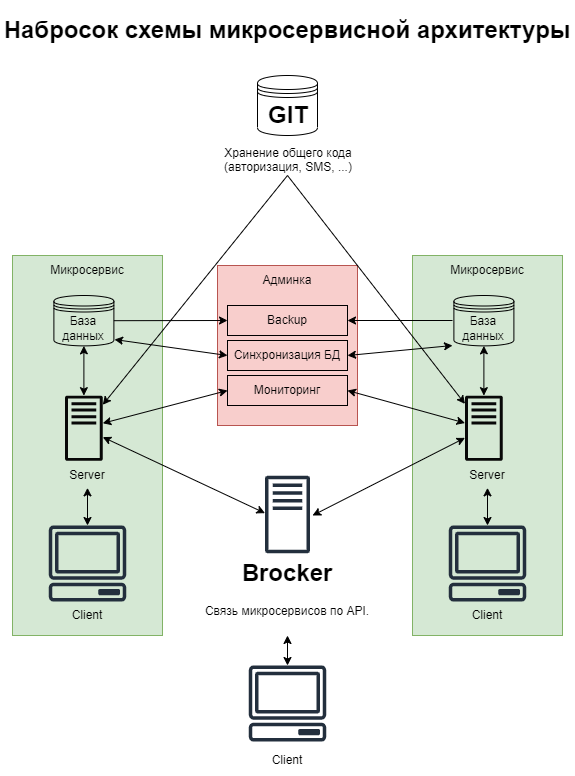 Набросок схемы микросервисной архитектуры
GIT
Хранение общего кода
(авторизация, SMS, ...)
Микросервис
База
данных
Server
Client
Админка
Backup
Синхронизация БД
Мониторинг
Микросервис
База
данных
Server
Client
Brocker
Связь микросервисов по API.
Client